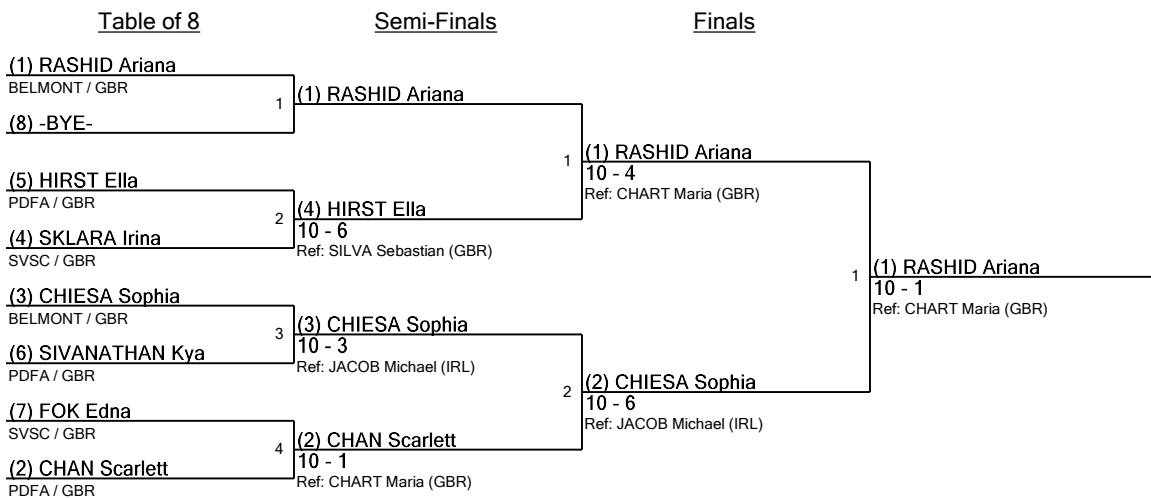 Table of 8
Semi-Finals
Finals
(1) RASHID Ariana
BELMONT / GBR
(8) -BYE-
(5) HIRST Ella
PDFA / GBR
(4) SKLARA Irina
SVSC / GBR
(3) CHIESA Sophia
BELMONT / GBR
(6) SIVANATHAN Kya
PDFA / GBR
(7) FOK Edna
SVSC / GBR
(2) CHAN Scarlett
PDFA / GBR
1
(1) RASHID Ariana
2
(4) HIRST Ella
10 - 6
Ref: SILVA Sebastian (GBR)
3
(3) CHIESA Sophia
10 - 3
Ref: JACOB Michael (IRL)
4
(2) CHAN Scarlett
10 - 1
Ref: CHART Maria (GBR)
1
(1) RASHID Ariana
10 - 4
Ref: CHART Maria (GBR)
2
(2) CHIESA Sophia
10 - 6
Ref: JACOB Michael (IRL)
1
(1) RASHID Ariana
10 - 1
Ref: CHART Maria (GBR)